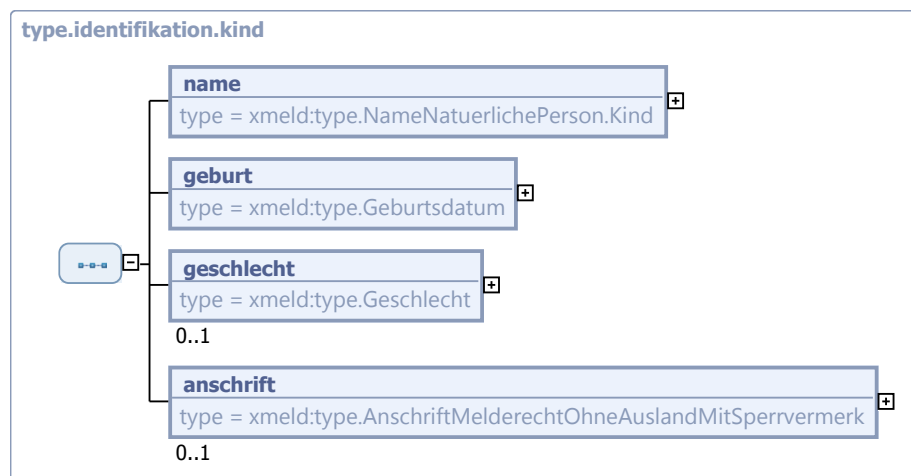 type.identifikation.kind
name
type = xmeld:type.NameNatuerlichePerson.Kind
geburt
type = xmeld:type.Geburtsdatum
geschlecht
type = xmeld:type.Geschlecht
0..1
anschrift
type = xmeld:type.AnschriftMelderechtOhneAuslandMitSperrvermerk
0..1